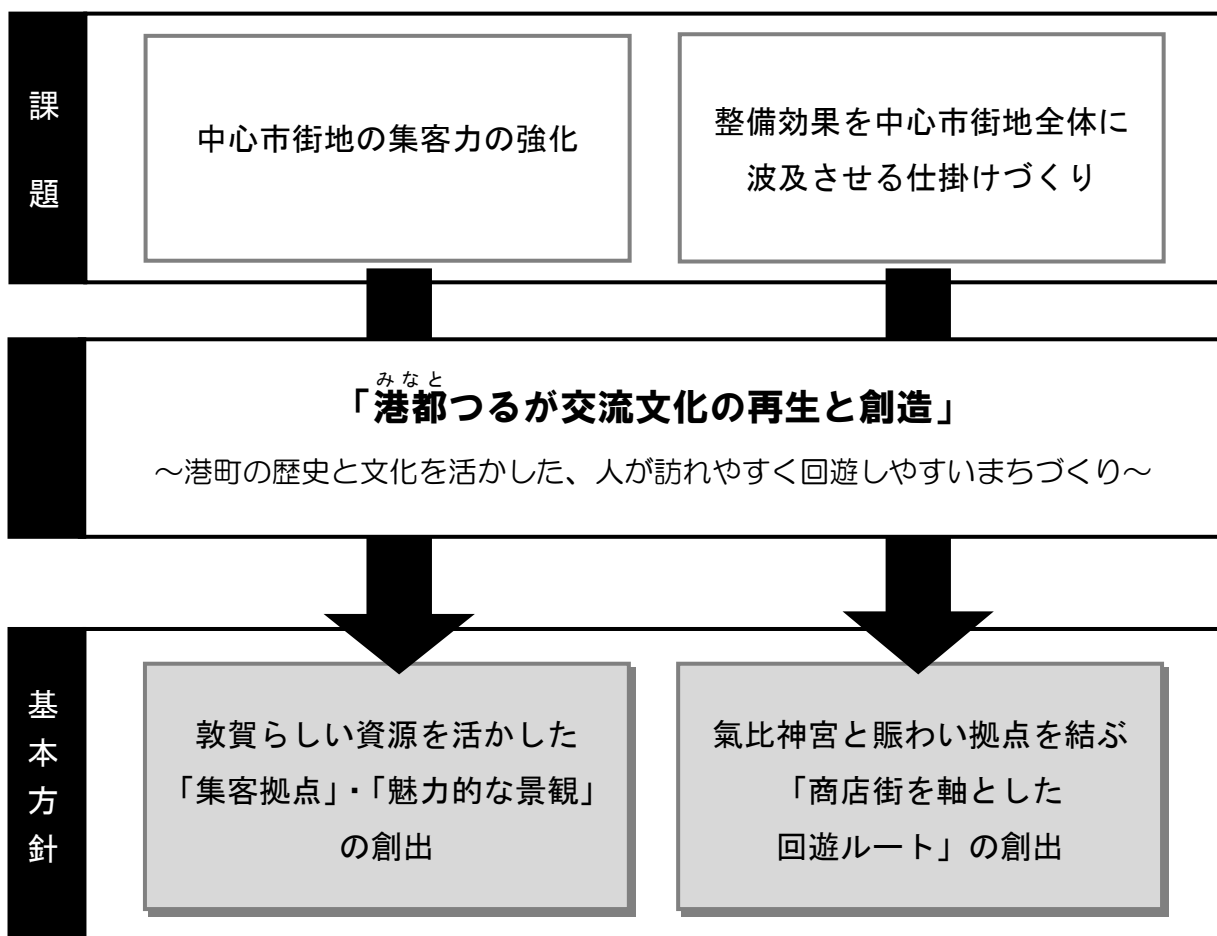 課題
中心市街地の集客力の強化
整備効果を中心市街地全体に
波及させる仕掛けづくり
みなと
「港都つるが交流文化の再生と創造」
～港町の歴史と文化を活かした、人が訪れやすく回遊しやすいまちづくり～
基本方針
敦賀らしい資源を活かした
「集客拠点」・「魅力的な景観」
の創出
氣比神宮と賑わい拠点を結ぶ
「商店街を軸とした
回遊ルート」の創出